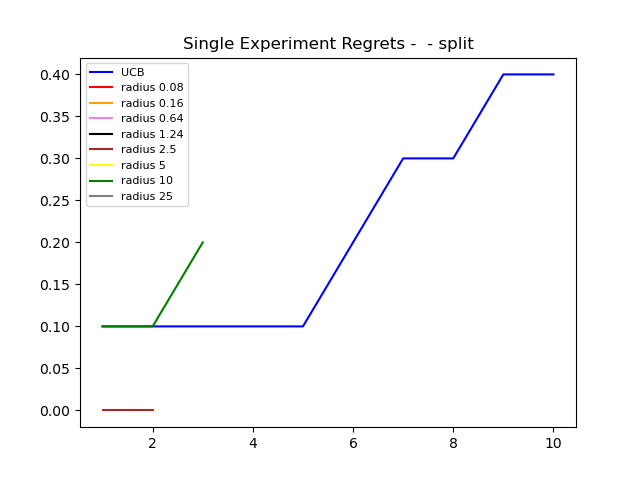 Single Experiment Regrets -  - split
UCB
radius 0.08
radius 0.16
radius 0.64
radius 1.24
radius 2.5
radius 5
radius 10
radius 25
0.40
0.35
0.30
0.25
0.20
0.15
0.10
0.05
0.00
2 4 6 8 10